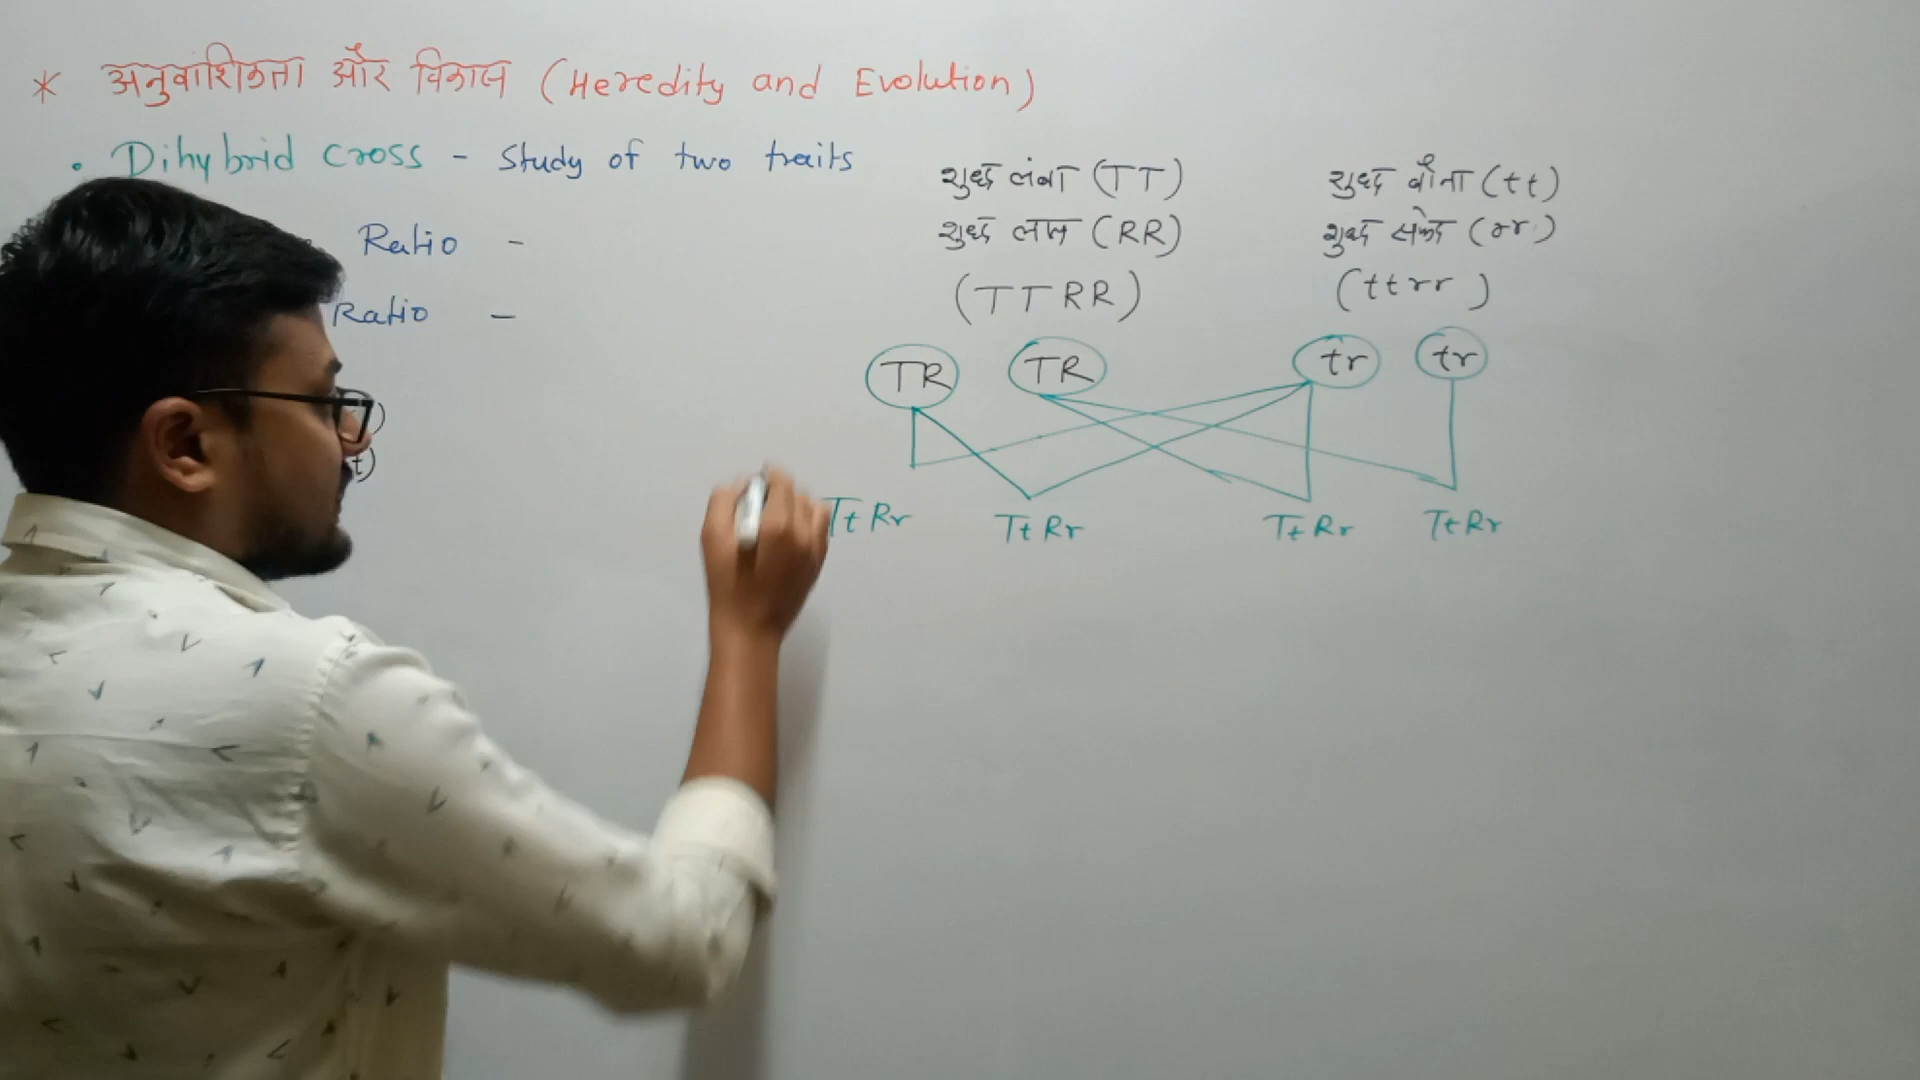 * अनुवांशिकता और विकास (Heredity and Evolution)
• Dihybrid Cross - Study of two traits
Ratio -
Ratio -
t)
शुध्द लंबा (TT)
शुध्द लाल (RR)
(TTRR)
शुध्द बौना (tt)
शुध्द सफेद (rr)
(ttrr)
TR TR tr tr
TtRr TtRr TtRr TtRr